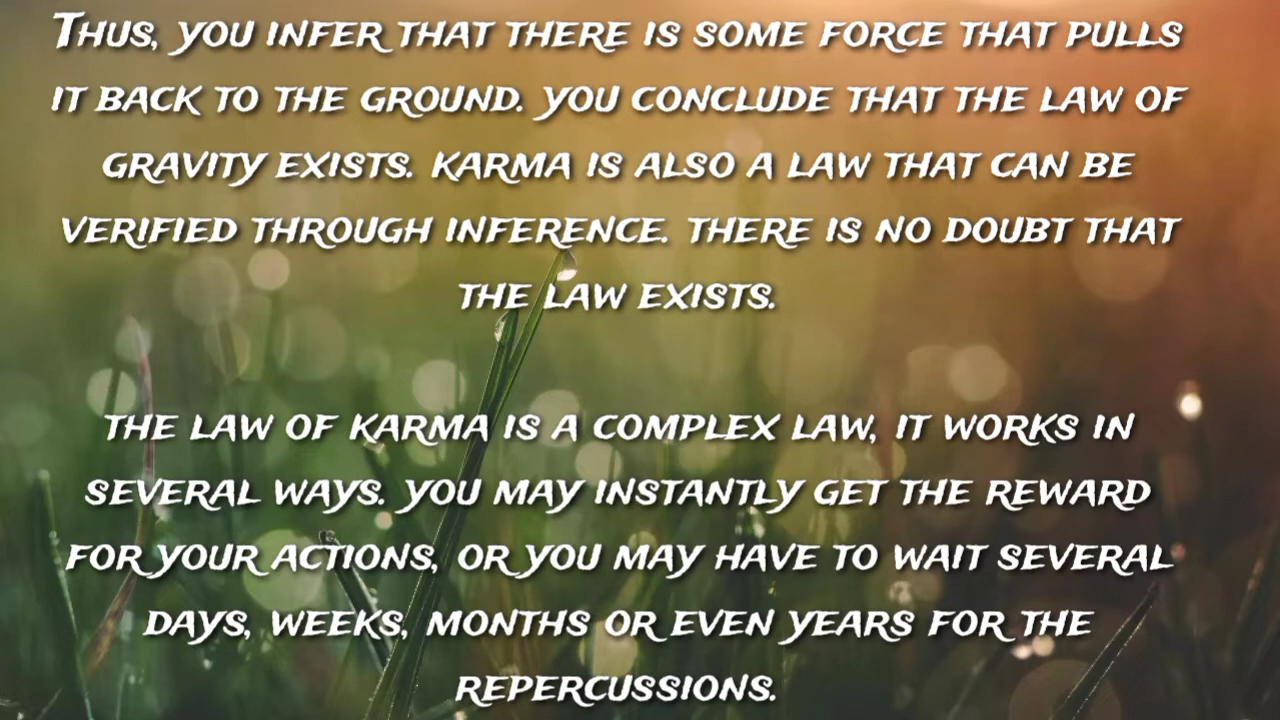 Thus, you infer that there is some force that pulls
it back to the ground. you conclude that the law of
gravity exists. karma is also a law that can be
verified through inference. there is no doubt that
the law exists.
the law of karma is a complex law, it works in
several ways. you may instantly get the reward
for your actions, or you may have to wait several
days, weeks, months or even years for the
repercussions.